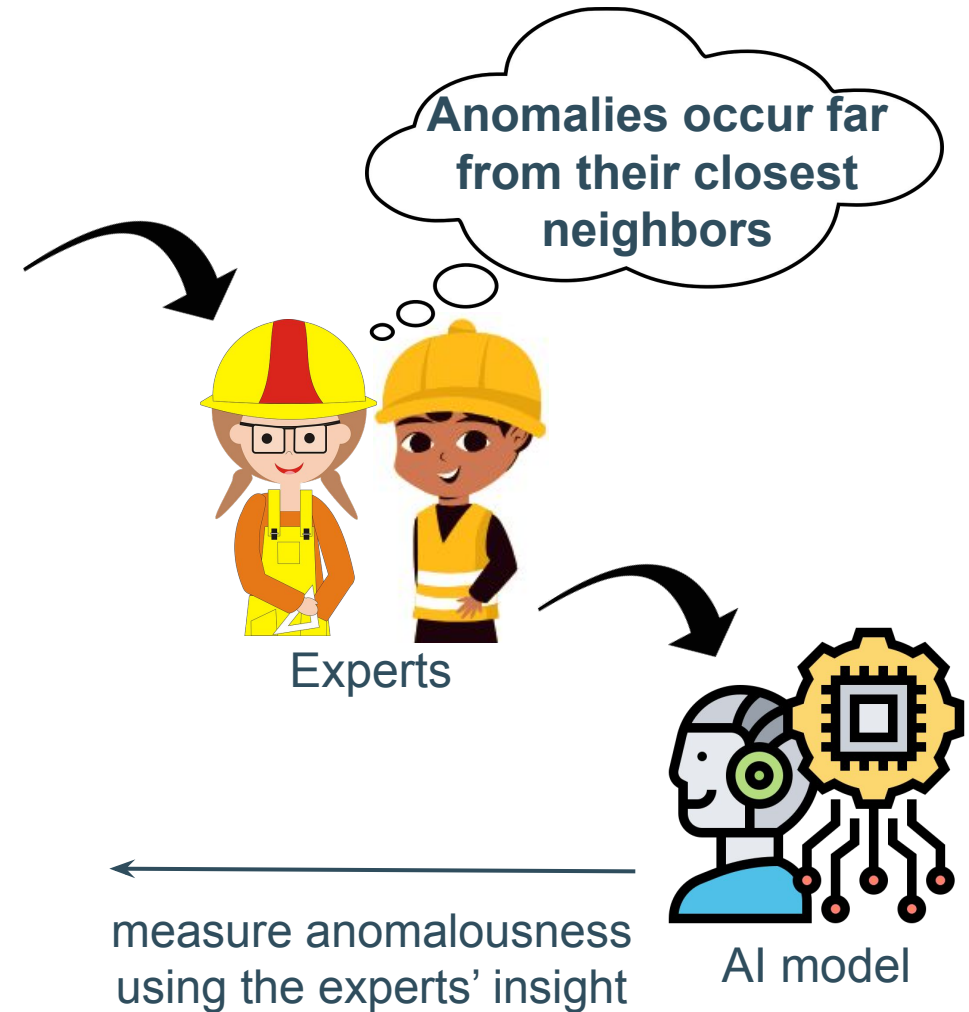 Anomalies occur far
from their closest
neighbors
Experts
measure anomalousness
using the experts’ insight
AI model